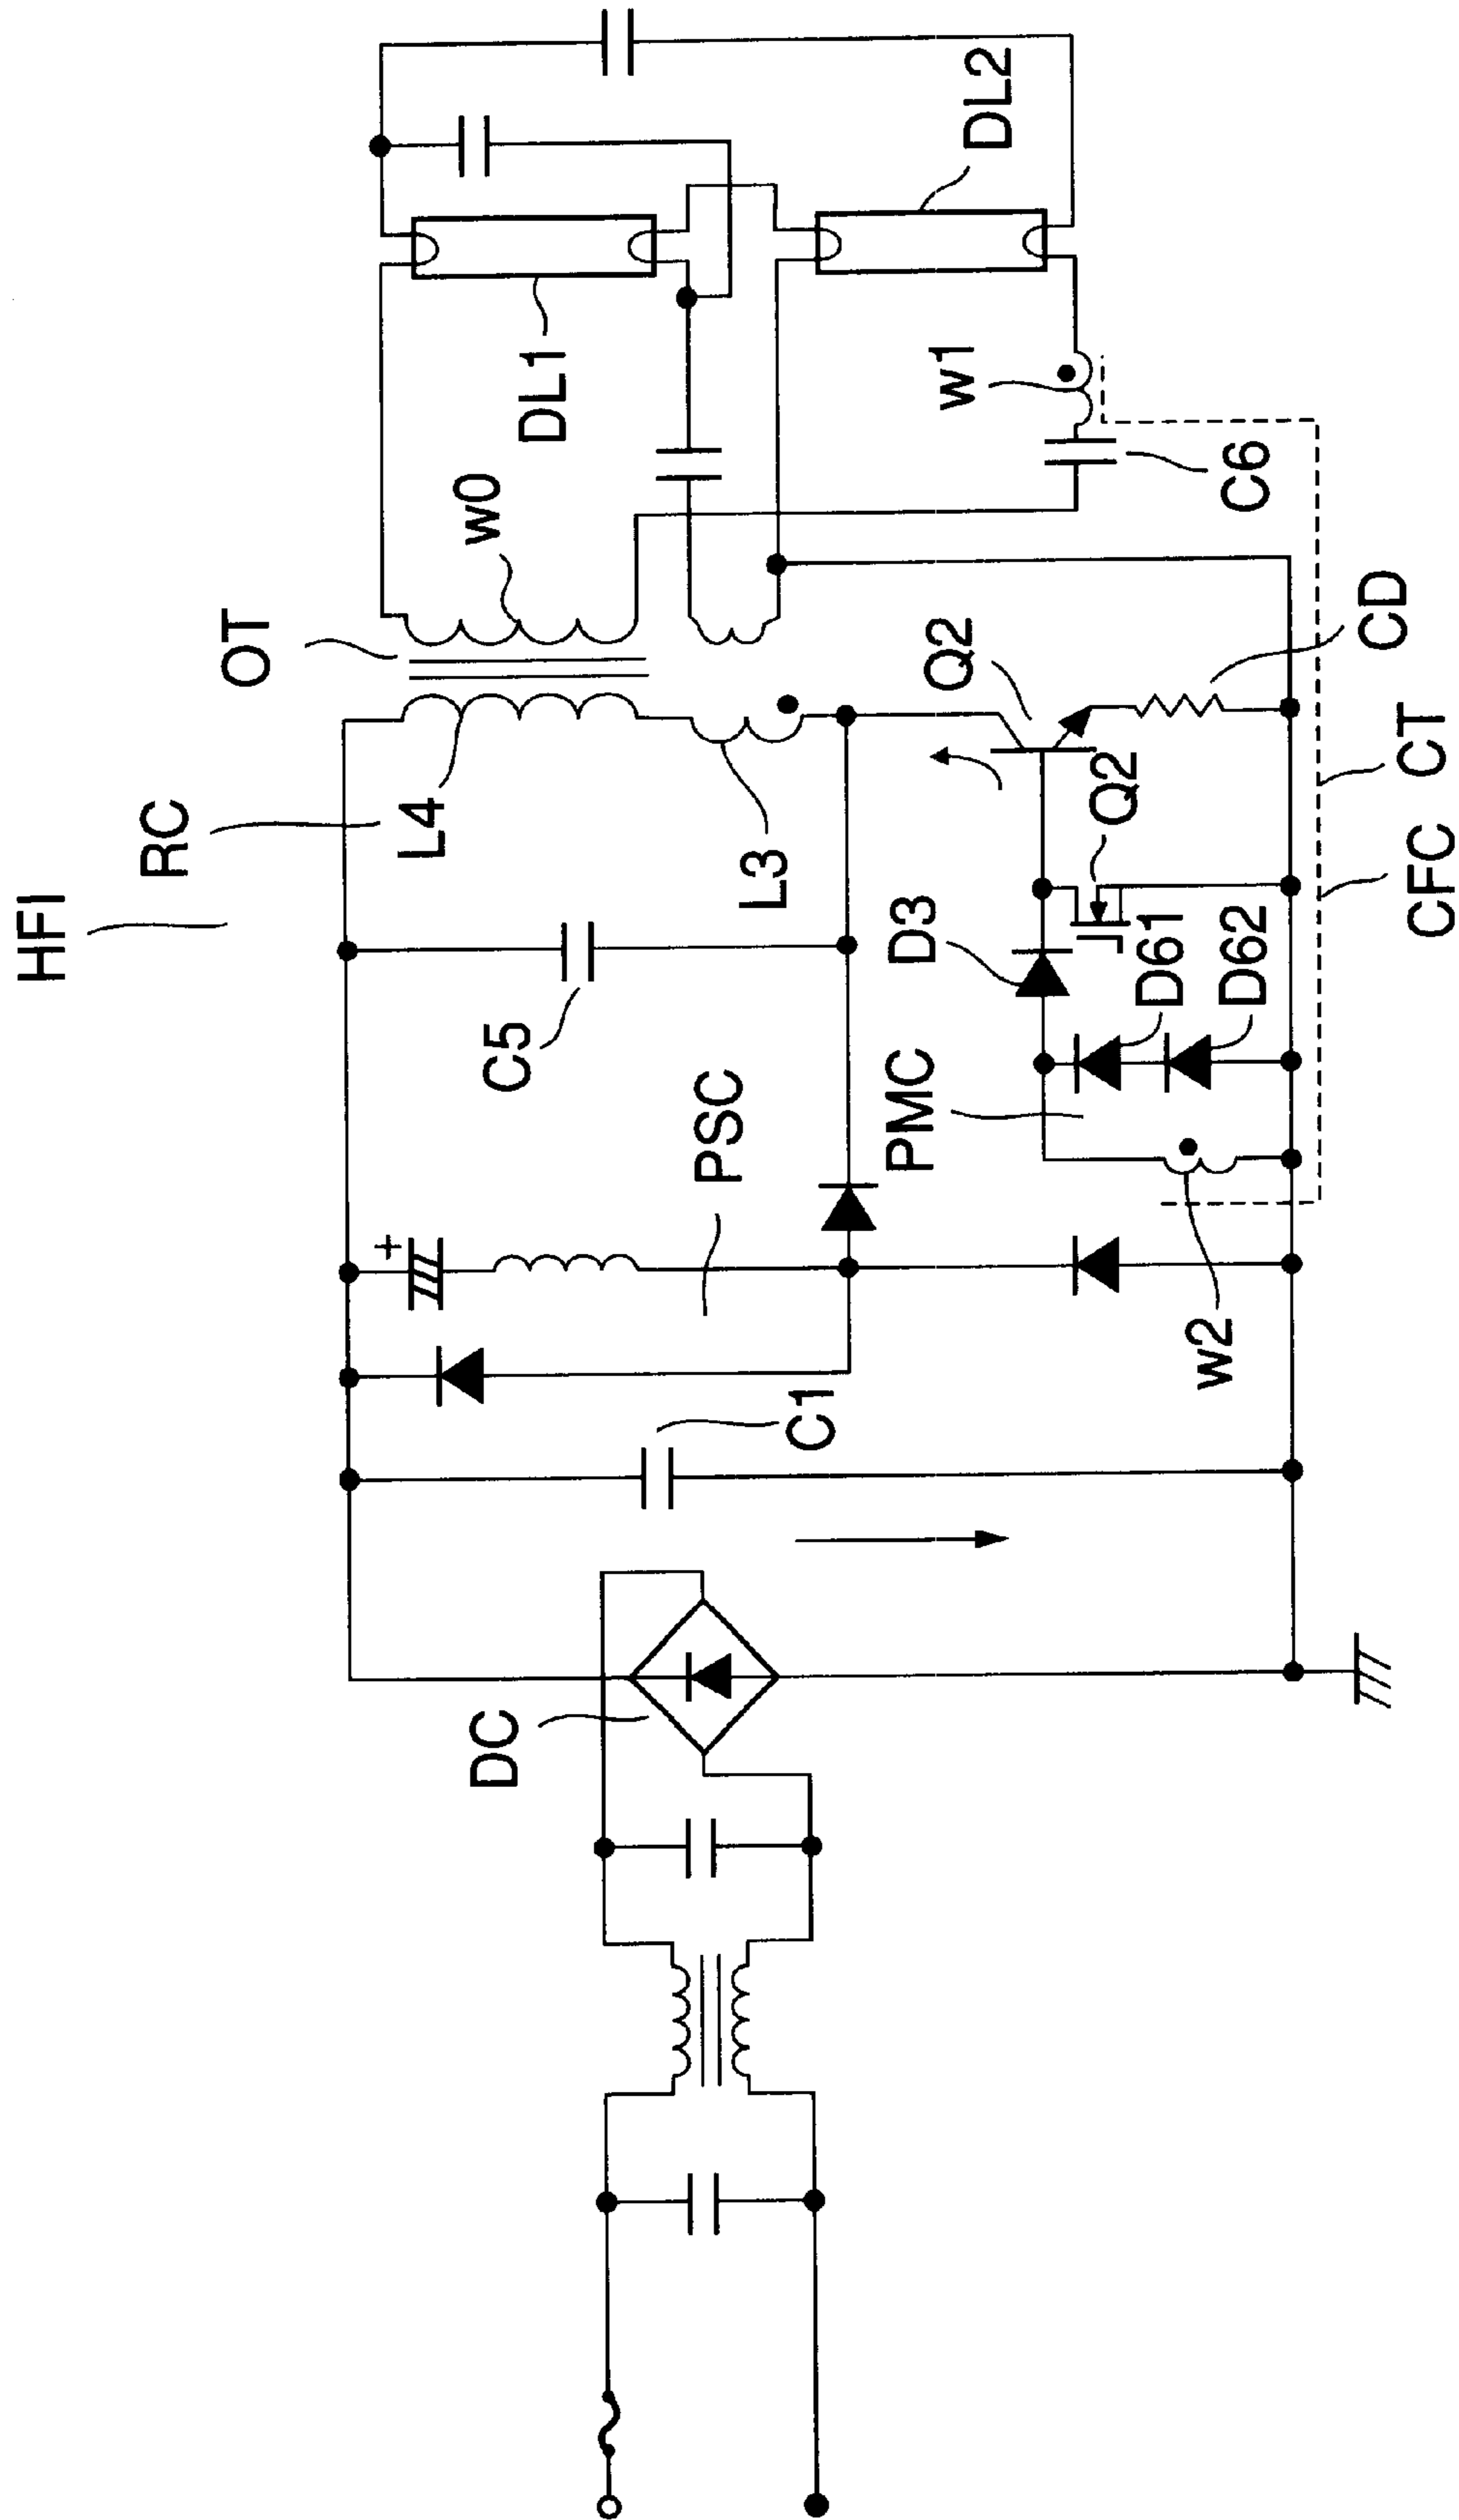 HFI
RC
OT
w0
L4
DL1
DL2
C5
L3
w1
C6
Q2
Q2
CD
D3
D61
D62
PMC
PSC
CT
CFC
w2
C1
DC
+